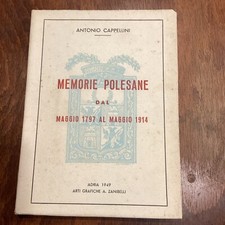 ANTONIO CAPPELLINI
MEMORIE POLESANE
DAL
MAGGIO 1797 AL MAGGIO 1914
ADRIA 1949
ARTI GRAFICHE A. ZANIBELLI